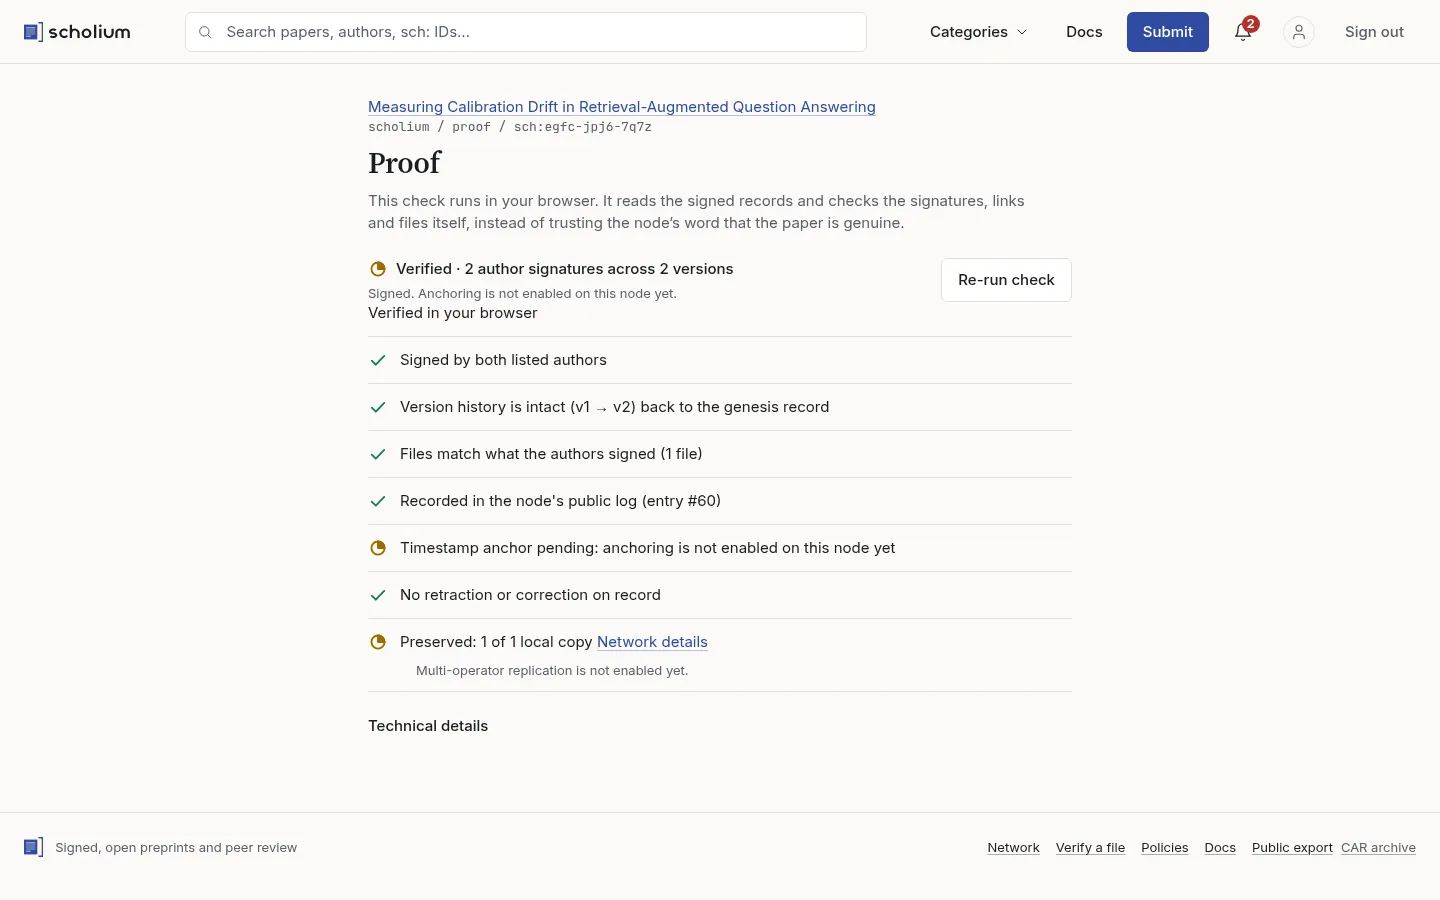 scholium
Search papers, authors, sch: IDs...
Categories
Docs
Submit
2
Sign out
Measuring Calibration Drift in Retrieval-Augmented Question Answering
scholium / proof / sch:egfc-jpj6-7q7z
Proof
This check runs in your browser. It reads the signed records and checks the signatures, links
and files itself, instead of trusting the node’s word that the paper is genuine.
Verified · 2 author signatures across 2 versions
Signed. Anchoring is not enabled on this node yet.
Verified in your browser
Re-run check
Signed by both listed authors
Version history is intact (v1 → v2) back to the genesis record
Files match what the authors signed (1 file)
Recorded in the node's public log (entry #60)
Timestamp anchor pending: anchoring is not enabled on this node yet
No retraction or correction on record
Preserved: 1 of 1 local copy Network details
Multi-operator replication is not enabled yet.
Technical details
Signed, open preprints and peer review
Network
Verify a file
Policies
Docs
Public export
CAR archive